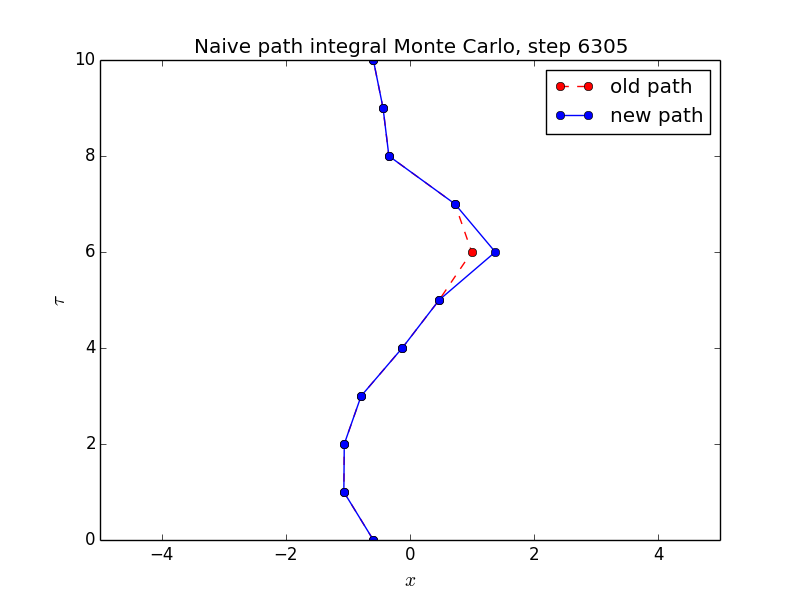 Naive path integral Monte Carlo, step 6305
old path
new path
10
8
6
4
2
0
τ
−4
−2
0
2
4
x